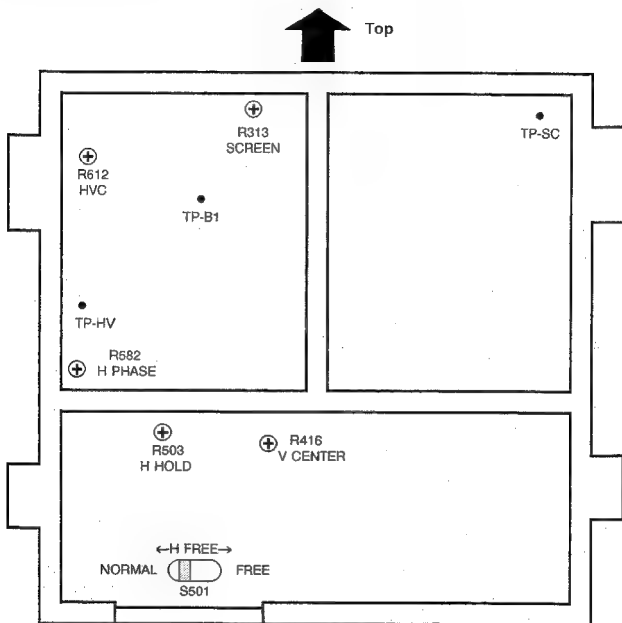 Top
R313
SCREEN
TP-SC
R612
HVC
TP-B1
TP-HV
R582
H PHASE
R503
H HOLD
R416
V CENTER
←H FREE→
NORMAL
FREE
S501